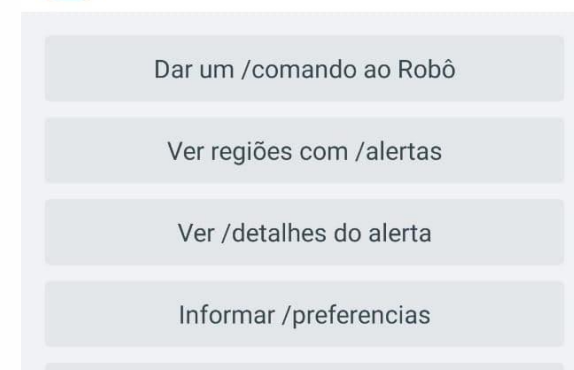 Dar um /comando ao Robô
Ver regiões com /alertas
Ver /detalhes do alerta
Informar /preferencias